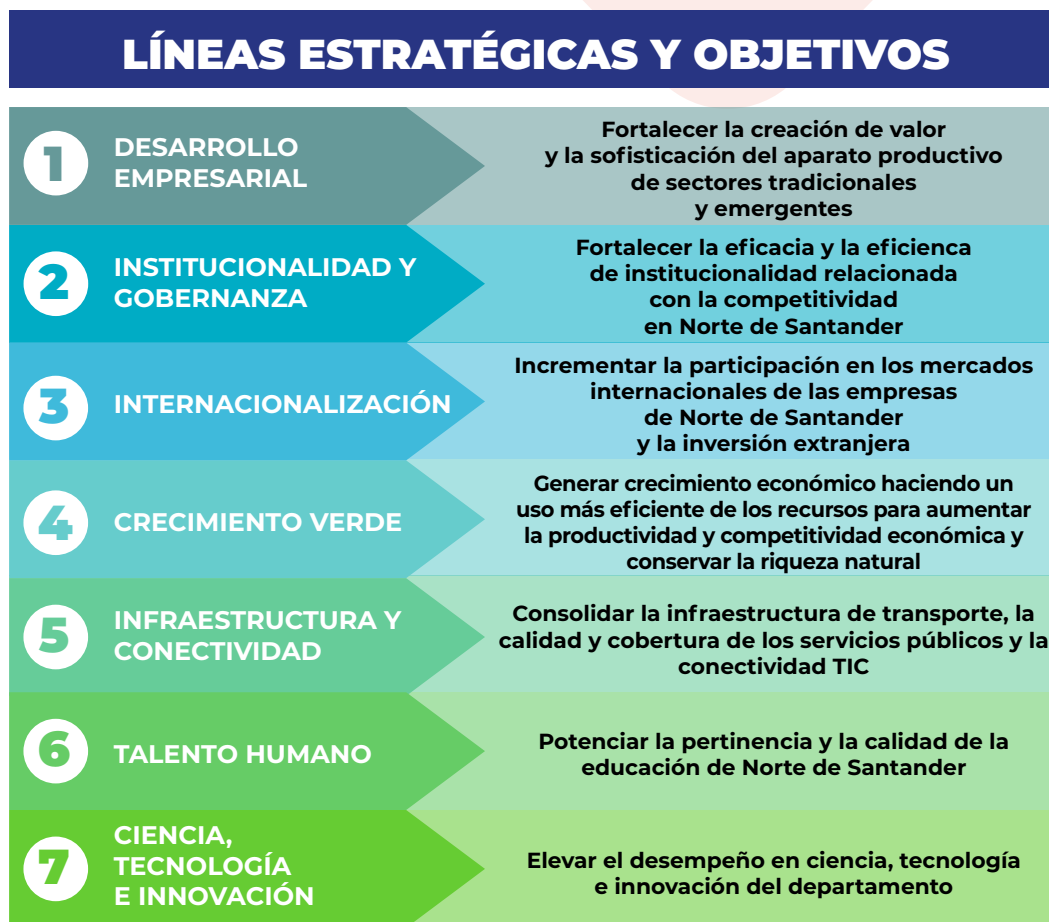 LÍNEAS ESTRATÉGICAS Y OBJETIVOS
1
DESARROLLO
EMPRESARIAL
Fortalecer la creación de valor
y la sofisticación del aparato productivo
de sectores tradicionales
y emergentes
2
INSTITUCIONALIDAD Y
GOBERNANZA
Fortalecer la eficacia y la eficienca
de institucionalidad relacionada
con la competitividad
en Norte de Santander
3
INTERNACIONALIZACIÓN
Incrementar la participación en los mercados
internacionales de las empresas
de Norte de Santander
y la inversión extranjera
4
CRECIMIENTO VERDE
Generar crecimiento económico haciendo un
uso más eficiente de los recursos para aumentar
la productividad y competitividad económica y
conservar la riqueza natural
5
INFRAESTRUCTURA Y
CONECTIVIDAD
Consolidar la infraestructura de transporte, la
calidad y cobertura de los servicios públicos y la
conectividad TIC
6
TALENTO HUMANO
Potenciar la pertinencia y la calidad de la
educación de Norte de Santander
7
CIENCIA,
TECNOLOGÍA
E INNOVACIÓN
Elevar el desempeño en ciencia, tecnología
e innovación del departamento